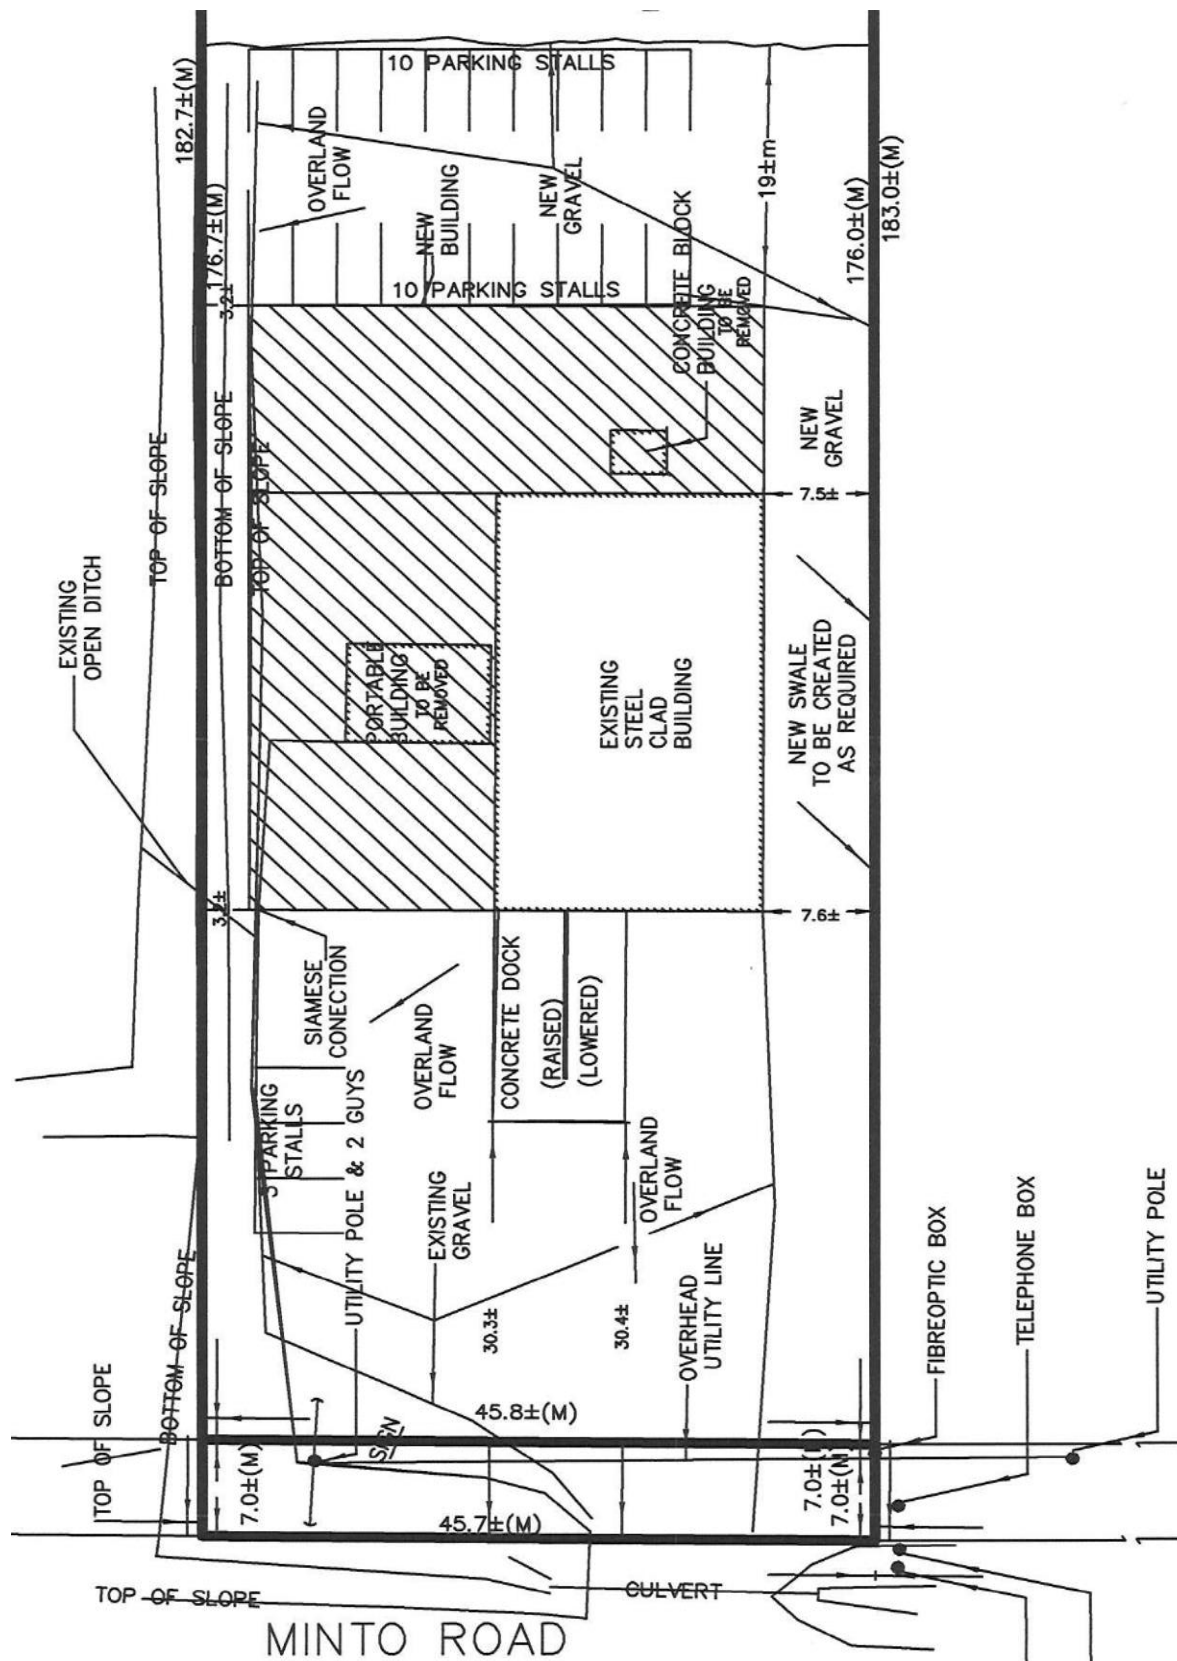 10 PARKING STALLS
182.7±(M)
OVERLAND
FLOW
176.7±(M)
NEW
BUILDING
NEW
GRAVEL
19±m
CONCRETE BLOCK
BUILDING
TO BE
REMOVED
176.0±(M)
183.0±(M)
10 PARKING STALLS
3.2±
TOP OF SLOPE
BOTTOM OF SLOPE
TOP OF SLOPE
NEW
GRAVEL
7.5±
EXISTING
OPEN DITCH
PORTABLE
BUILDING
TO BE
REMOVED
EXISTING
STEEL
CLAD
BUILDING
NEW SWALE
TO BE CREATED
AS REQUIRED
3.2±
7.6±
SIAMESE
CONECTION
OVERLAND
FLOW
CONCRETE DOCK
(RAISED)
(LOWERED)
3 PARKING
STALLS
UTILITY POLE & 2 GUYS
EXISTING
GRAVEL
OVERLAND
FLOW
30.3±
30.4±
OVERHEAD
UTILITY LINE
FIBREOPTIC BOX
TELEPHONE BOX
UTILITY POLE
TOP OF SLOPE
BOTTOM OF SLOPE
45.8±(M)
SIGN
7.0±(M)
7.0±(M)
7.0±(M)
45.7±(M)
TOP OF SLOPE
CULVERT
MINTO ROAD